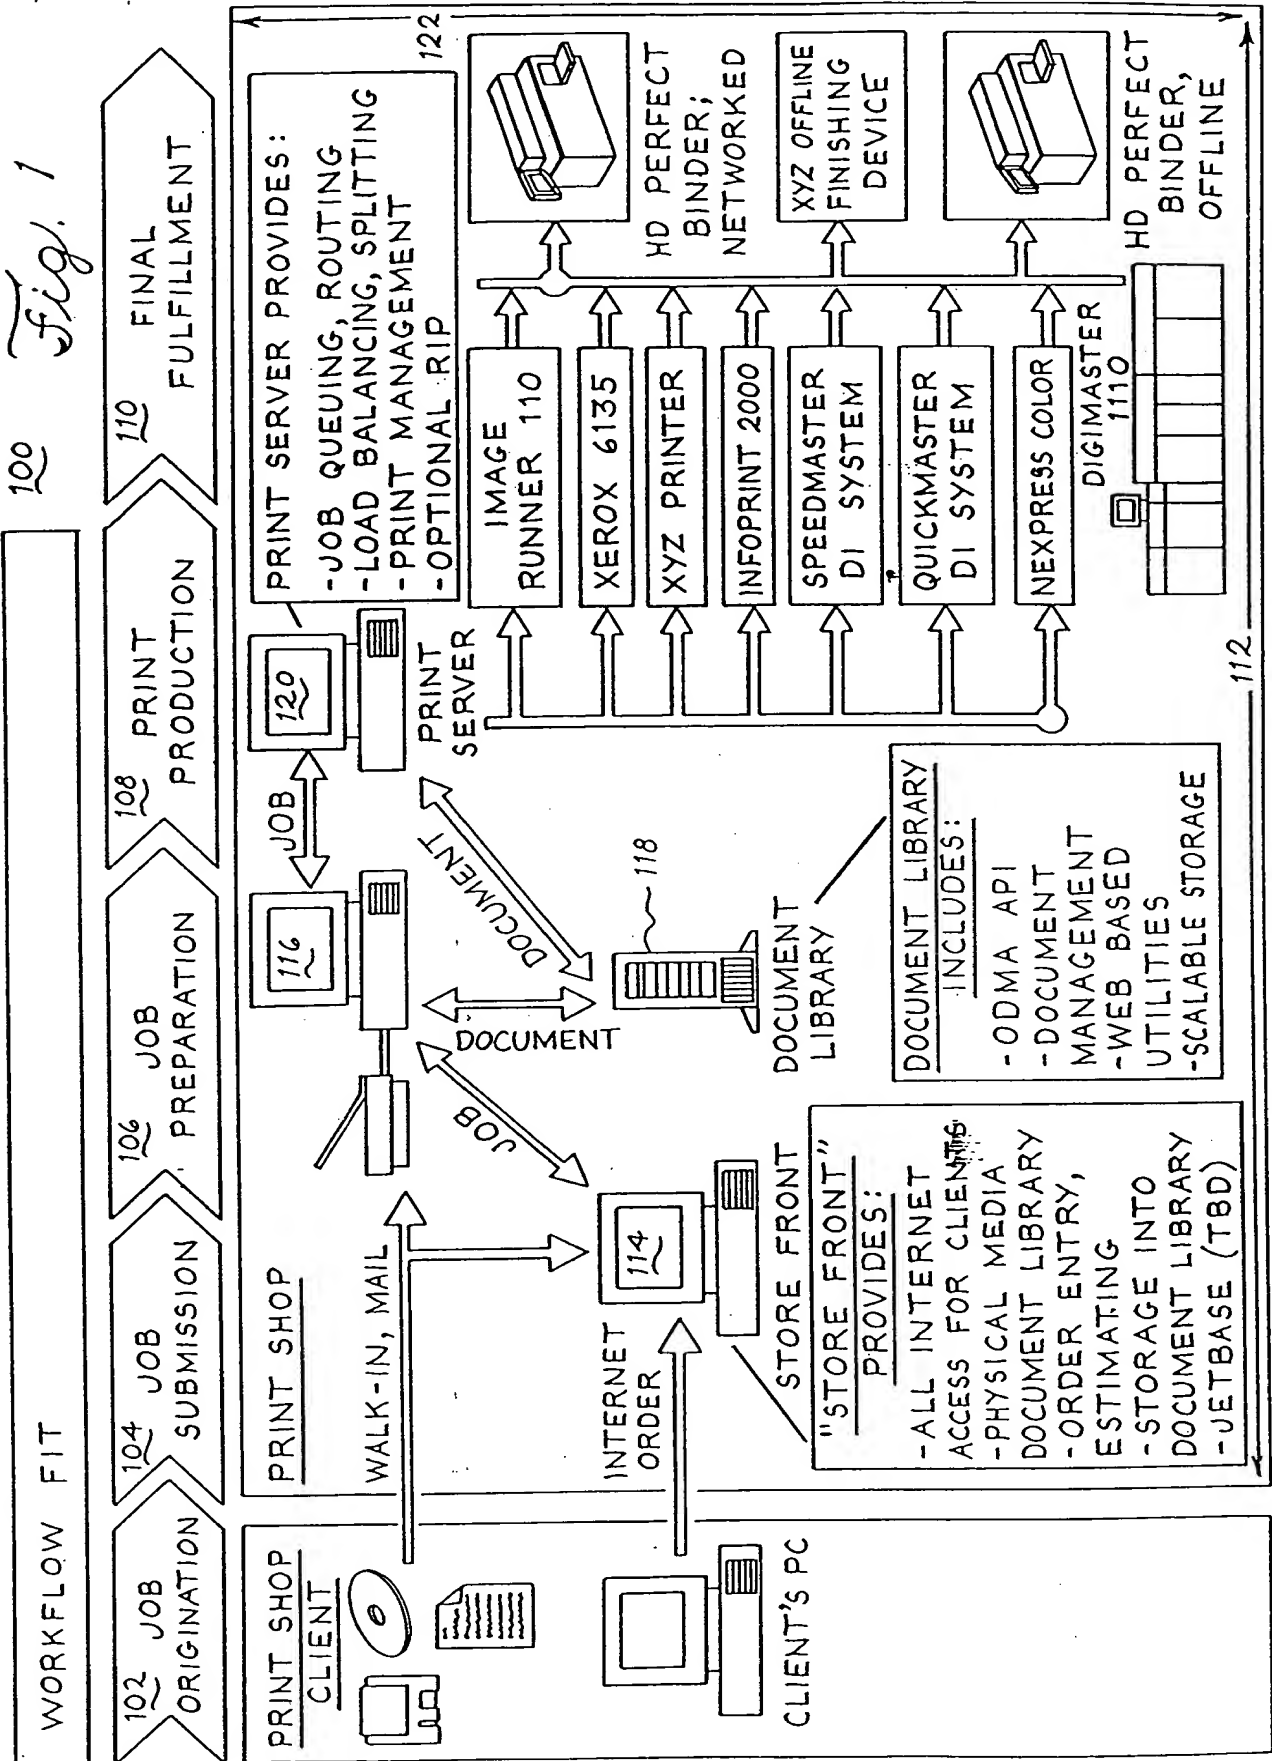 100
Fig. 1
WORKFLOW FIT
102 JOB
ORIGINATION
104 JOB
SUBMISSION
106 JOB
PREPARATION
108 PRINT
PRODUCTION
110 FINAL
FULFILLMENT
PRINT SHOP
CLIENT
CLIENT'S PC
PRINT SHOP
WALK-IN, MAIL
INTERNET
ORDER
114
STORE FRONT
"STORE FRONT"
PROVIDES:
-ALL INTERNET
ACCESS FOR CLIENTS
-PHYSICAL MEDIA
DOCUMENT LIBRARY
-ORDER ENTRY,
ESTIMATING
-STORAGE INTO
DOCUMENT LIBRARY
-JETBASE (TBD)
116
JOB
JOB
DOCUMENT
DOCUMENT
118
DOCUMENT
LIBRARY
DOCUMENT LIBRARY
INCLUDES:
-ODMA API
-DOCUMENT
MANAGEMENT
-WEB BASED
UTILITIES
-SCALABLE STORAGE
120
PRINT
SERVER
PRINT SERVER PROVIDES:
-JOB QUEUING, ROUTING
-LOAD BALANCING, SPLITTING
-PRINT MANAGEMENT
-OPTIONAL RIP
122
IMAGE
RUNNER 110
XEROX 6135
XYZ PRINTER
INFOPRINT 2000
SPEEDMASTER
DI SYSTEM
QUICKMASTER
DI SYSTEM
NEXPRESS COLOR
DIGIMASTER
1110
HD PERFECT
BINDER;
NETWORKED
XYZ OFFLINE
FINISHING
DEVICE
HD PERFECT
BINDER,
OFFLINE
112